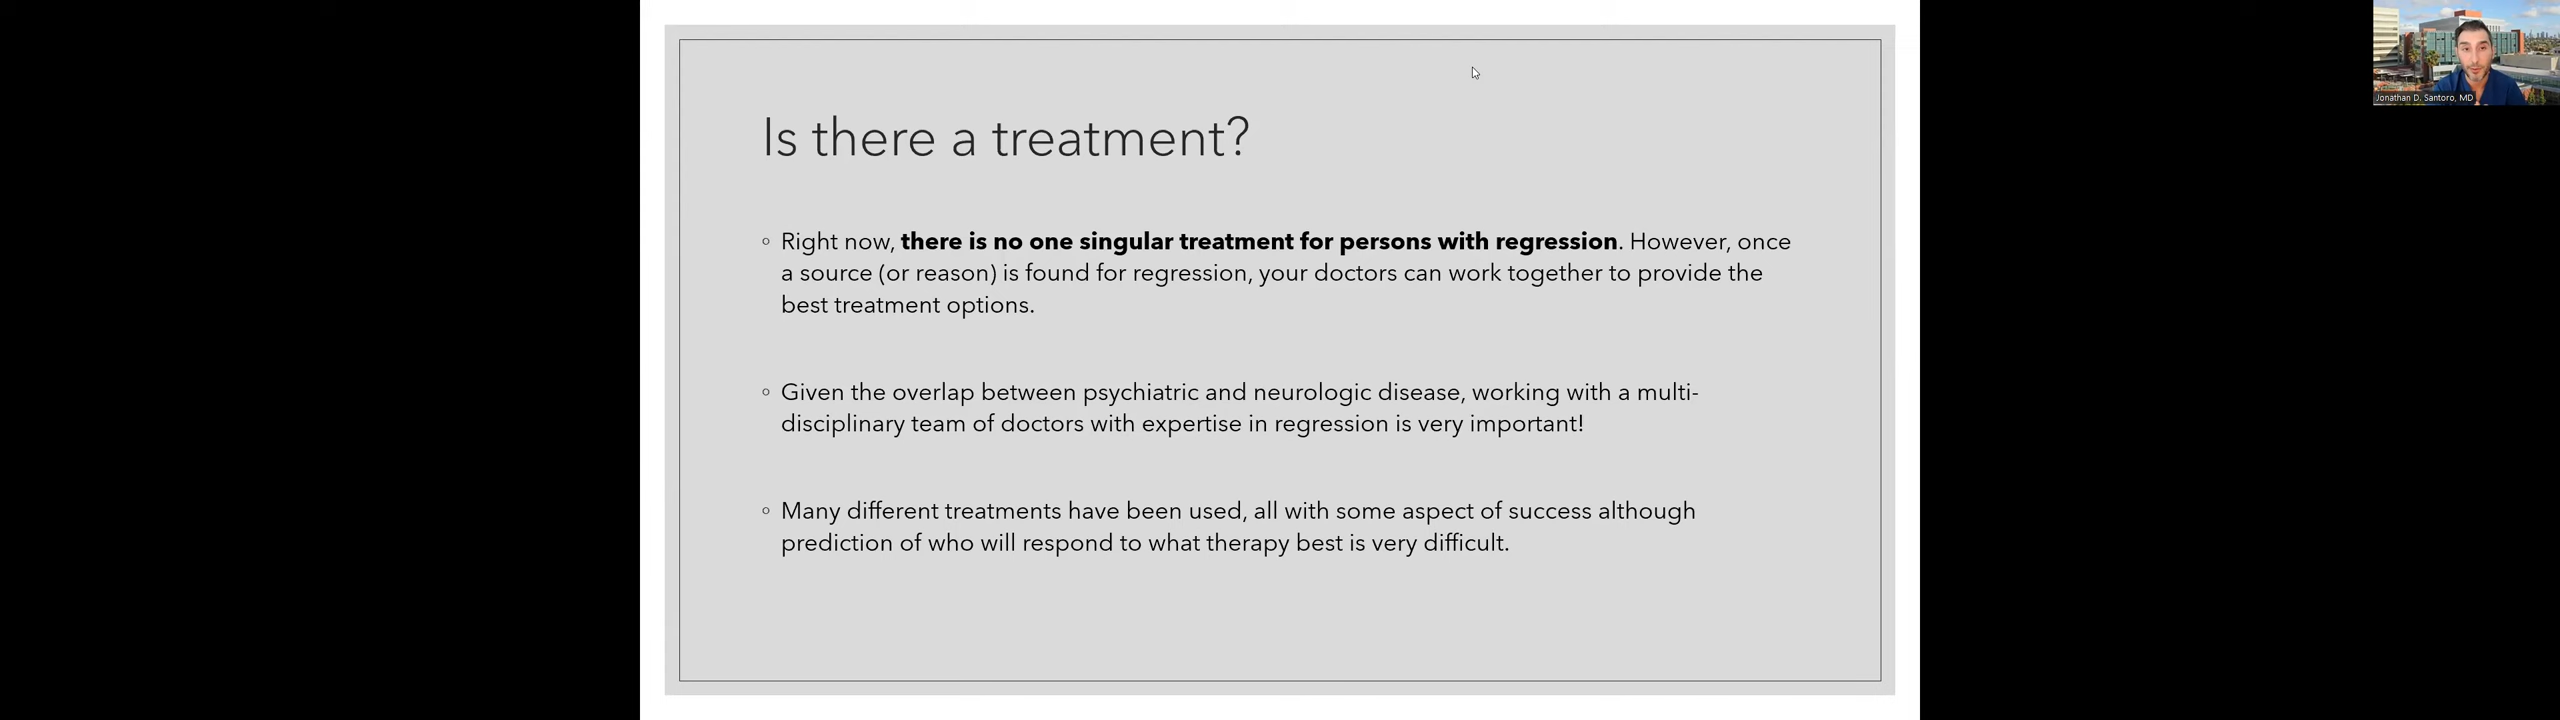 Is there a treatment?
◦ Right now, there is no one singular treatment for persons with regression. However, once
a source (or reason) is found for regression, your doctors can work together to provide the
best treatment options.
◦ Given the overlap between psychiatric and neurologic disease, working with a multi-
disciplinary team of doctors with expertise in regression is very important!
◦ Many different treatments have been used, all with some aspect of success although
prediction of who will respond to what therapy best is very difficult.
Jonathan D. Santoro, MD